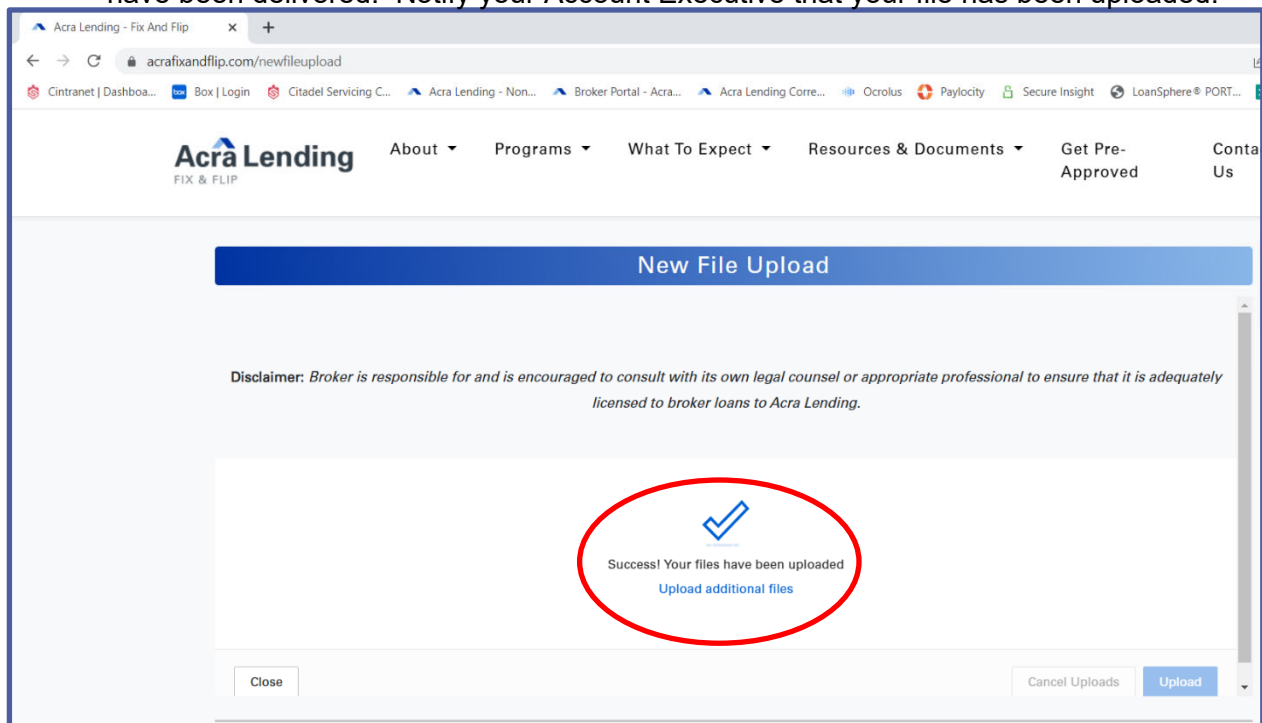 have been delivered. Notify your Account Executive that your file has been uploaded.
Acra Lending - Fix And Flip
acrafixandflip.com/newfileupload
Cintranet | Dashboa... Box | Login Citadel Servicing C... Acra Lending - Non... Broker Portal - Acra... Acra Lending Corre... Ocrolus Paylocity Secure Insight LoanSphere® PORT...
Acra Lending
FIX & FLIP
About Programs What To Expect Resources & Documents Get Pre- Conta
Approved Us
New File Upload
Disclaimer: Broker is responsible for and is encouraged to consult with its own legal counsel or appropriate professional to ensure that it is adequately
licensed to broker loans to Acra Lending.
Success! Your files have been uploaded
Upload additional files
Close Cancel Uploads Upload